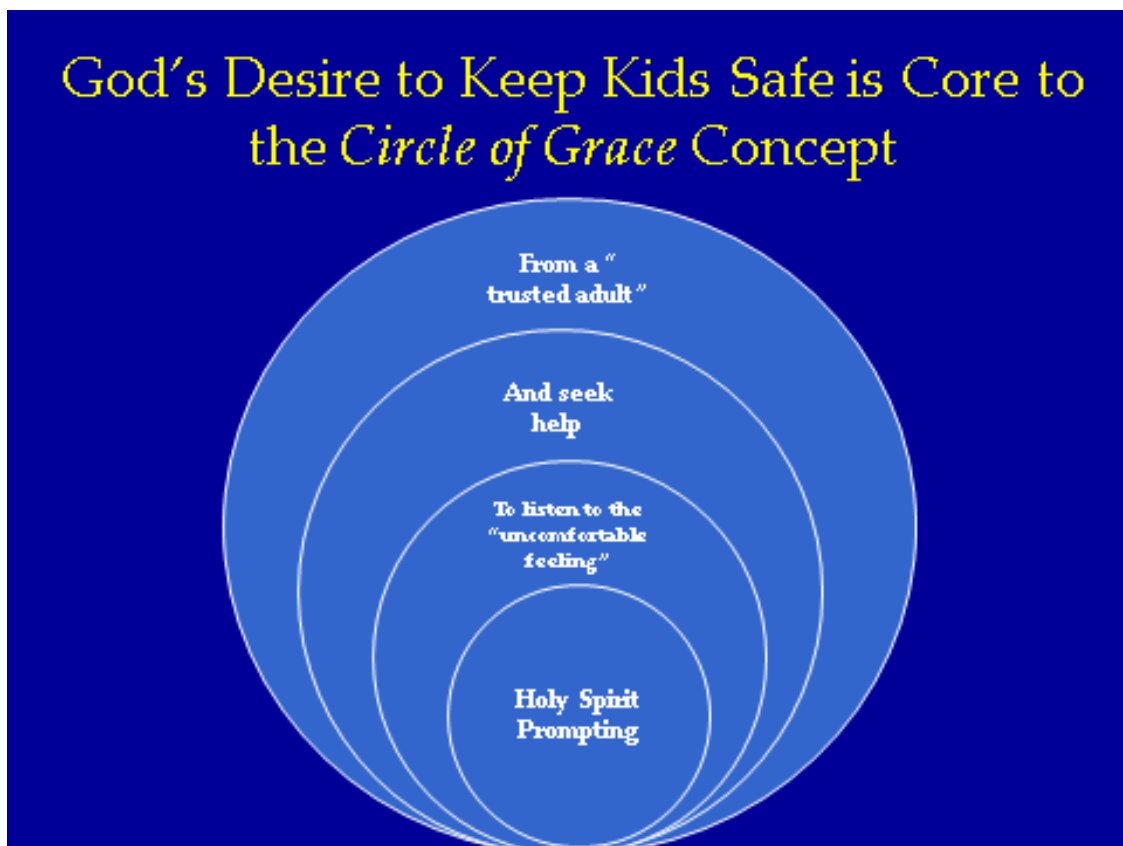 God's Desire to Keep Kids Safe is Core to
the Circle of Grace Concept
From a "
trusted adult"
And seek
help
To listen to the
"uncomfortable
feeling"
Holy Spirit
Prompting